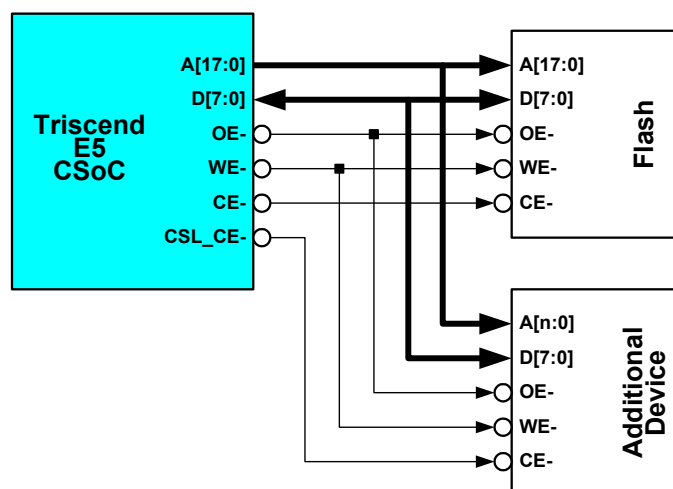 Triscend
E5
CSoC
A[17:0]
D[7:0]
OE-
WE-
CE-
CSL_CE-
A[17:0]
D[7:0]
OE-
WE-
CE-
Flash
A[n:0]
D[7:0]
OE-
WE-
CE-
Additional
Device